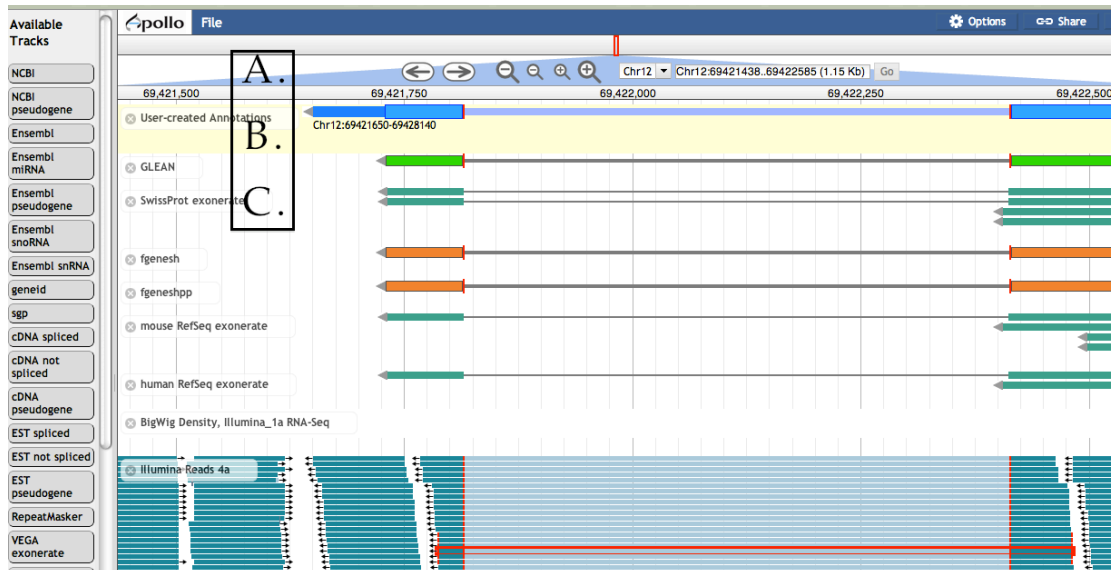 Available
Tracks
NCBI
NCBI
pseudogene
Ensembl
Ensembl
miRNA
Ensembl
pseudogene
Ensembl
snoRNA
Ensembl snRNA
geneid
sgp
cDNA spliced
cDNA not
spliced
cDNA
pseudogene
EST spliced
EST not spliced
EST
pseudogene
RepeatMasker
VEGA
exonerate
Apollo File Options Share
A.
B.
C.
Chr12 Chr12:69421438..69422585 (1.15 Kb) Go
69,421,500 69,421,750 69,422,000 69,422,250 69,422,500
User-created Annotations
Chr12:69421650-69428140
GLEAN
SwissProt exonerate
fgenesh
fgeneshpp
mouse RefSeq exonerate
human RefSeq exonerate
BigWig Density, Illumina_1a RNA-Seq
Illumina Reads 4a